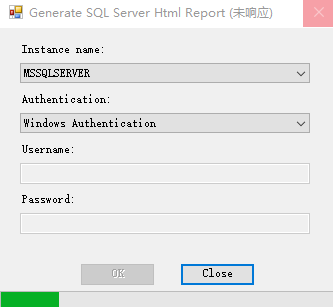 Generate SQL Server Html Report (未响应)
Instance name:
MSSQLSERVER
Authentication:
Windows Authentication
Username:
Password:
OK
Close